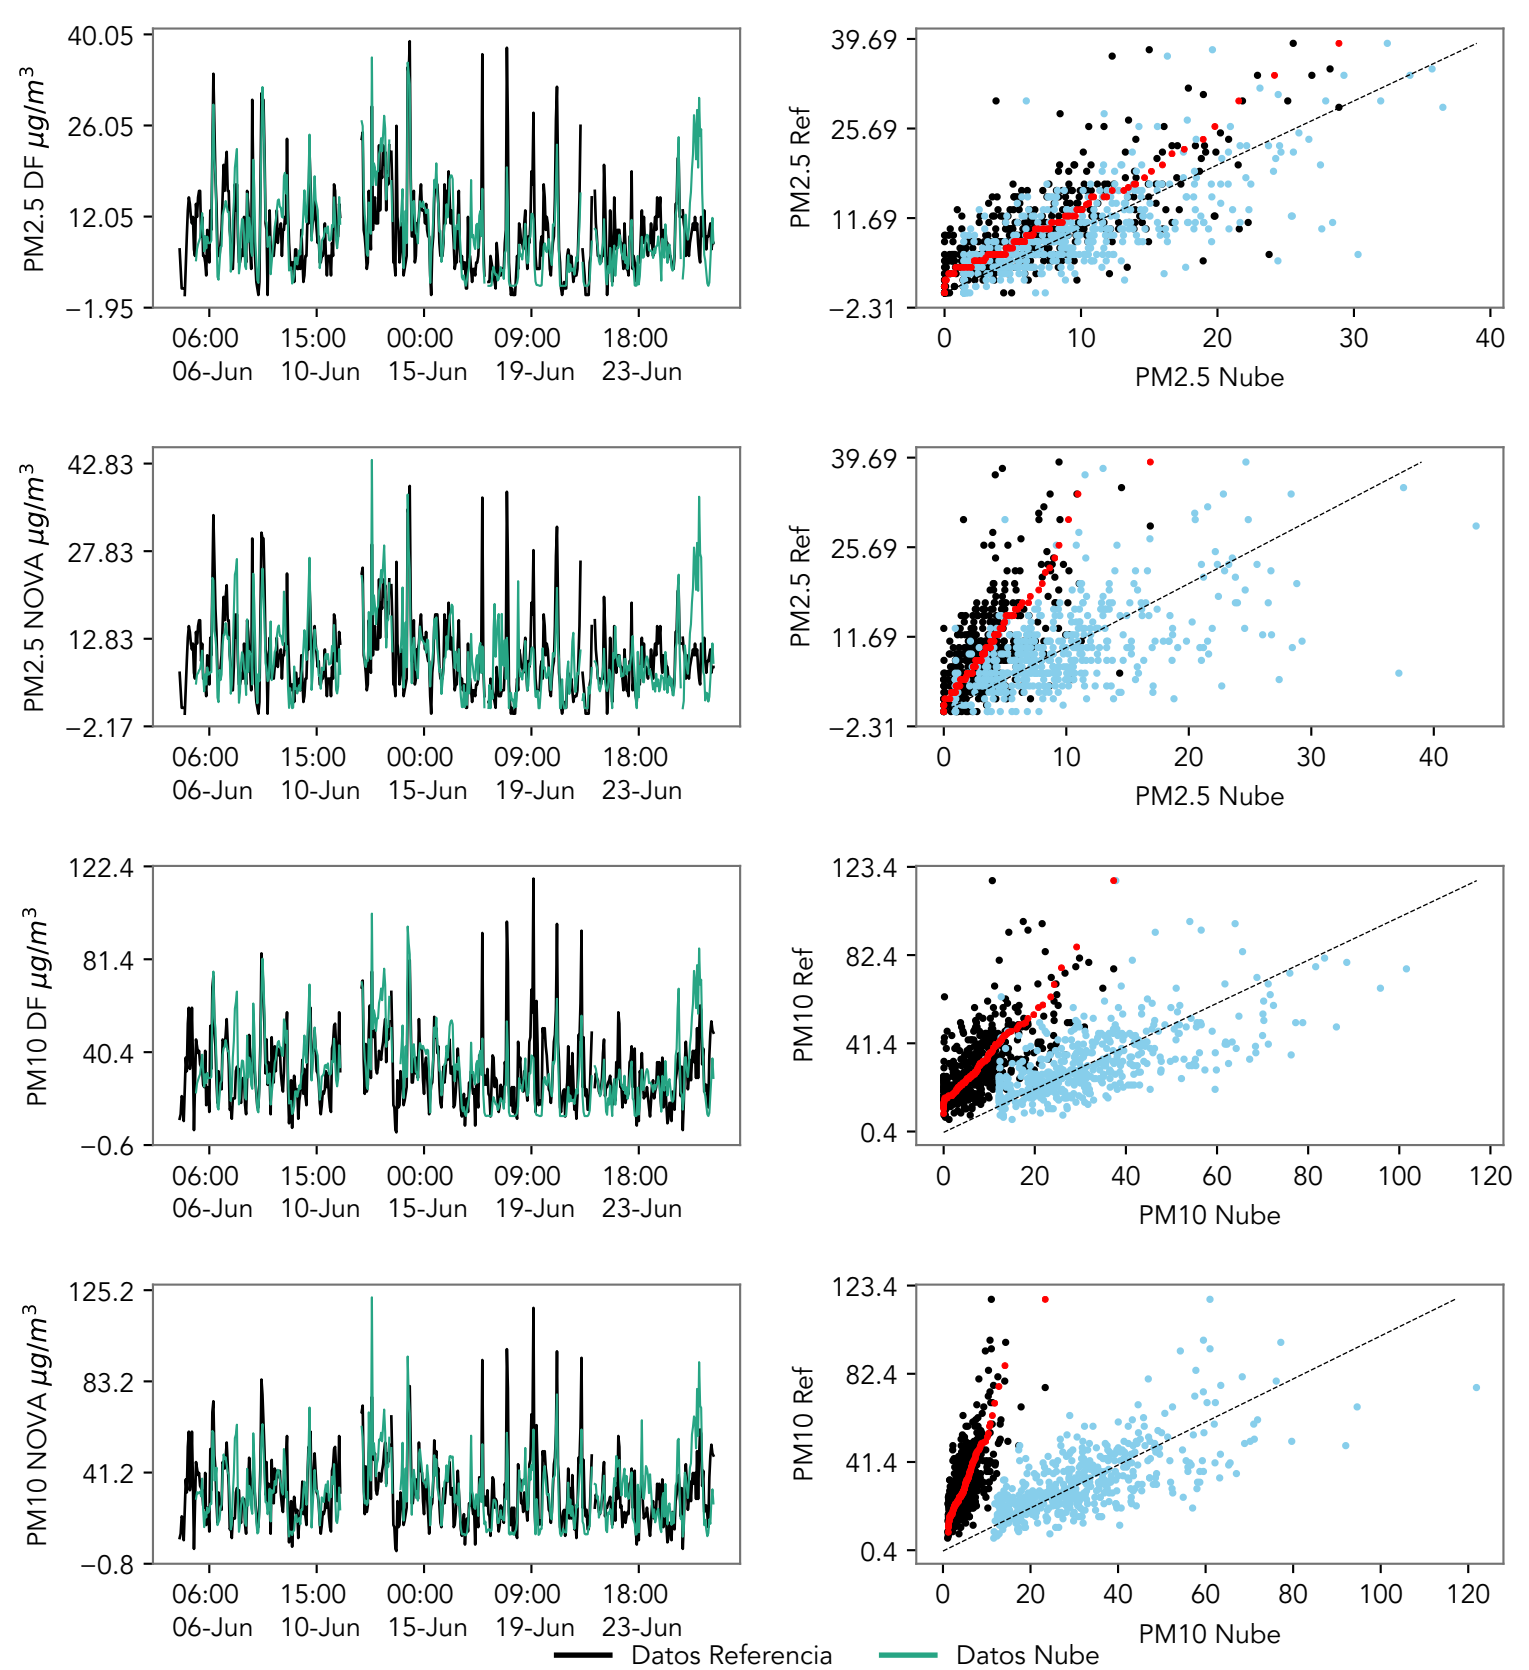 PM2.5 DF μg/m³
40.05
26.05
12.05
−1.95
06:00 15:00 00:00 09:00 18:00
06-Jun 10-Jun 15-Jun 19-Jun 23-Jun
PM2.5 Ref
39.69
25.69
11.69
−2.31
0 10 20 30 40
PM2.5 Nube
PM2.5 NOVA μg/m³
42.83
27.83
12.83
−2.17
06:00 15:00 00:00 09:00 18:00
06-Jun 10-Jun 15-Jun 19-Jun 23-Jun
PM2.5 Ref
39.69
25.69
11.69
−2.31
0 10 20 30 40
PM2.5 Nube
PM10 DF μg/m³
122.4
81.4
40.4
−0.6
06:00 15:00 00:00 09:00 18:00
06-Jun 10-Jun 15-Jun 19-Jun 23-Jun
PM10 Ref
123.4
82.4
41.4
0.4
0 20 40 60 80 100 120
PM10 Nube
PM10 NOVA μg/m³
125.2
83.2
41.2
−0.8
06:00 15:00 00:00 09:00 18:00
06-Jun 10-Jun 15-Jun 19-Jun 23-Jun
PM10 Ref
123.4
82.4
41.4
0.4
0 20 40 60 80 100 120
PM10 Nube
Datos Referencia Datos Nube